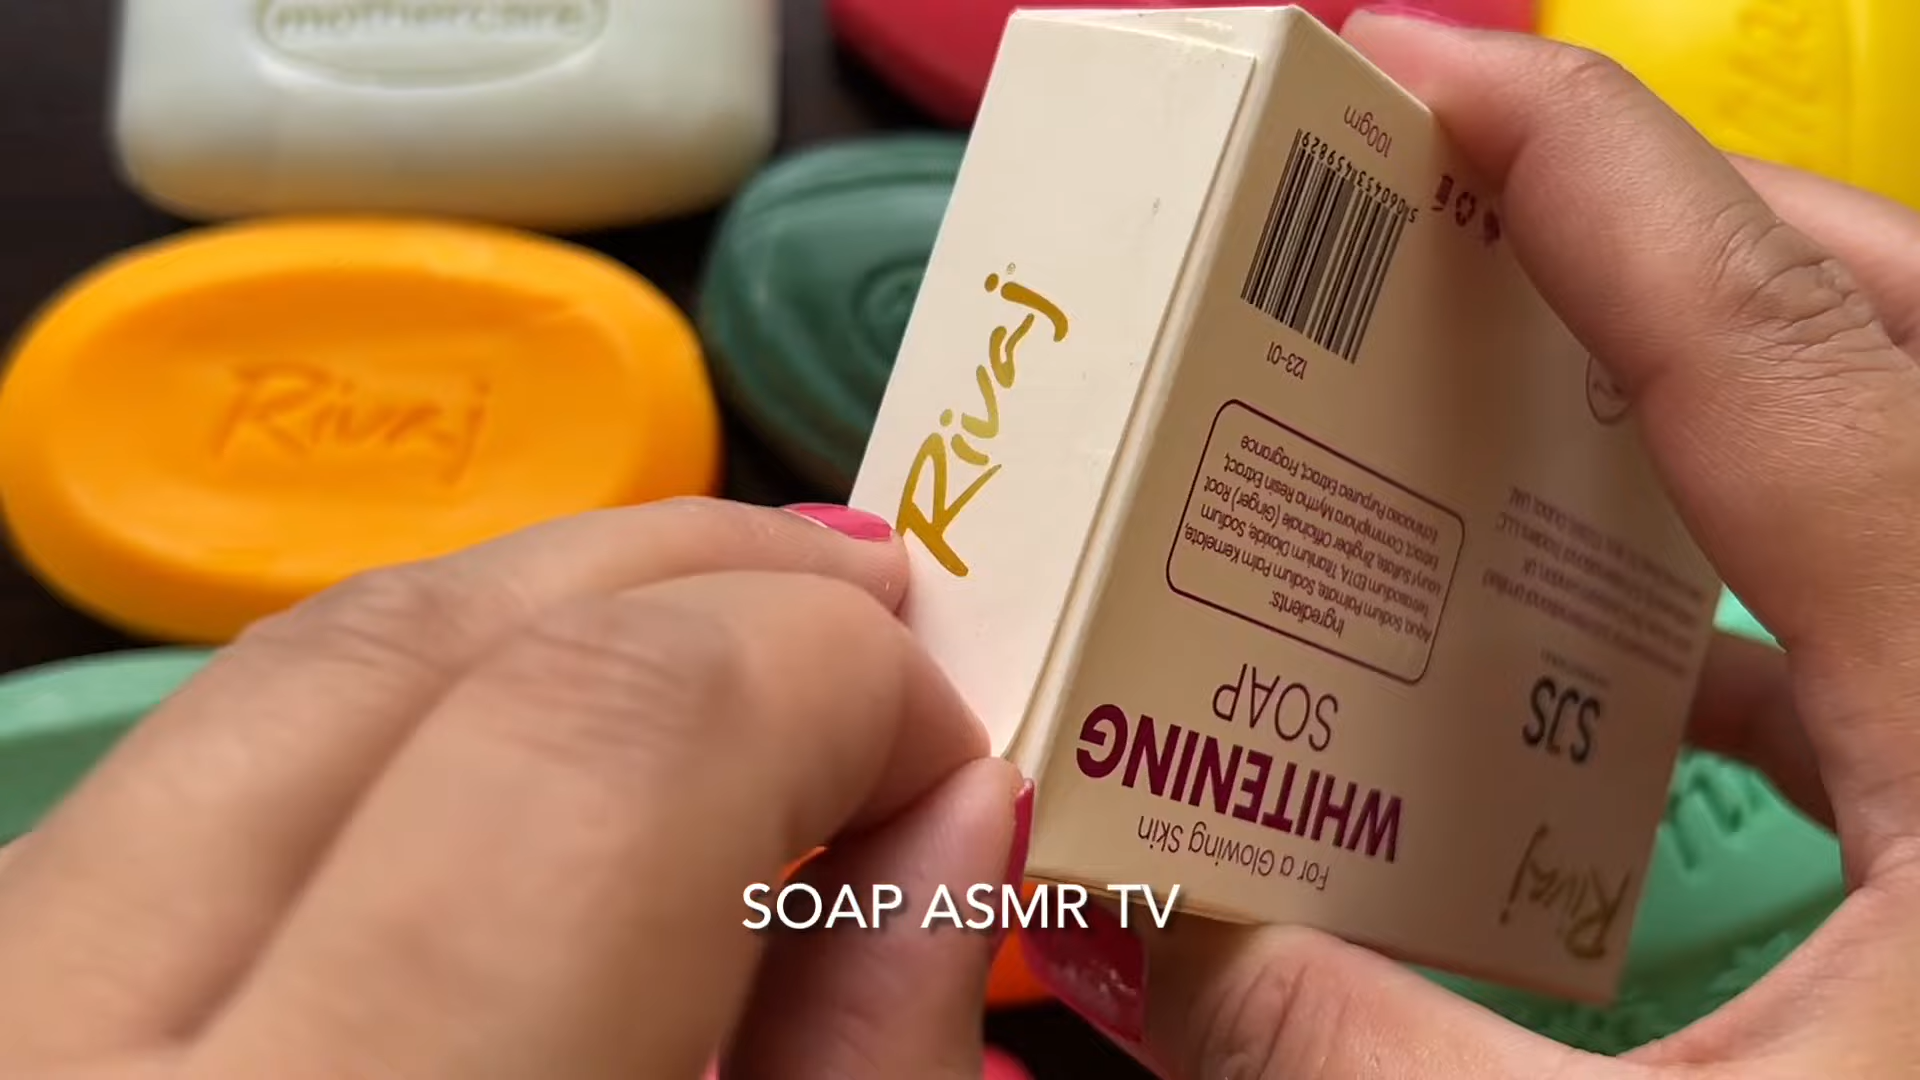 mothercare
Rivaj
Rivaj
100gm
5060453459829
123-01
Ingredients:
Aqua, Sodium Palmate, Sodium Palm Kernelate,
Tetrasodium EDTA, Titanium Dioxide, Sodium
Lauryl Sulfate, Zingiber Officinale (Ginger) Root
Extract, Commiphora Myrrha Resin Extract,
Echinacea Purpurea Extract, Fragrance
SJS
For a Glowing Skin
WHITENING
SOAP
Rivaj
SOAP ASMR TV